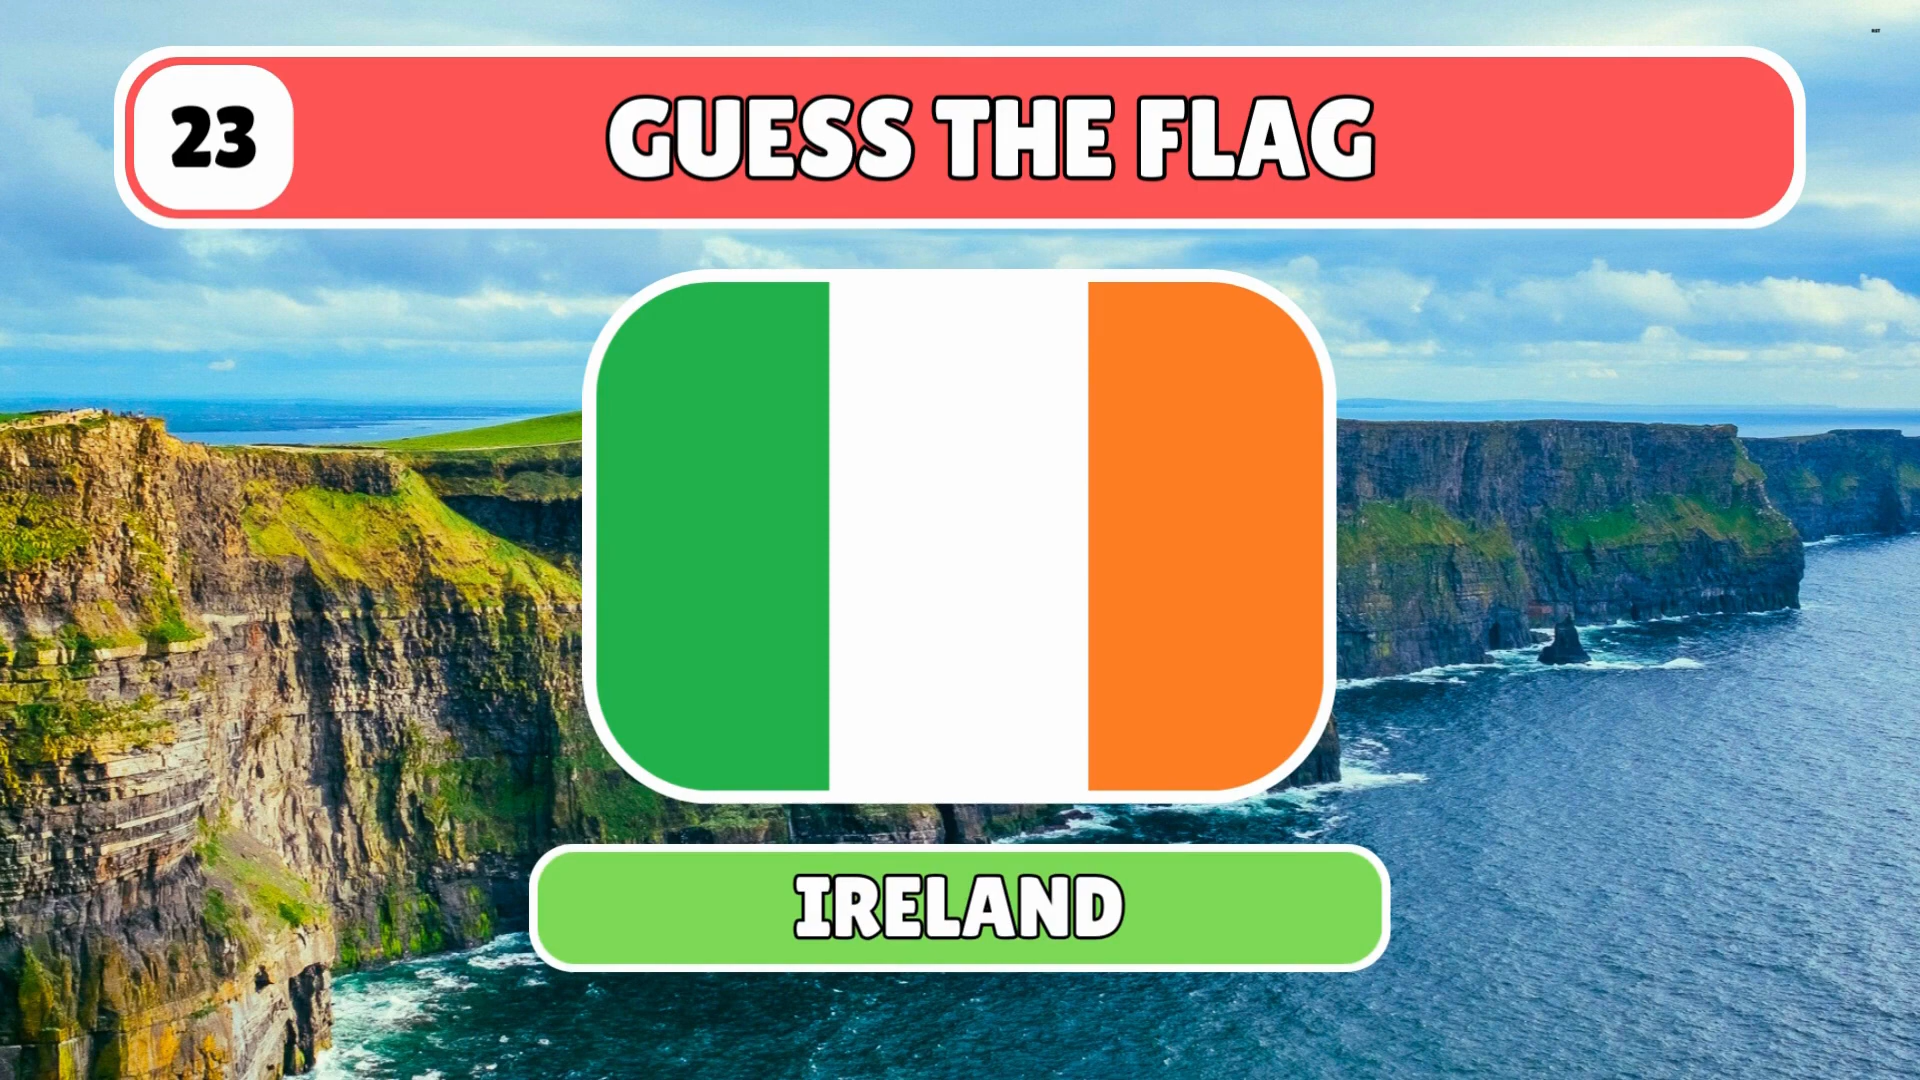 23
GUESS THE FLAG
IRELAND